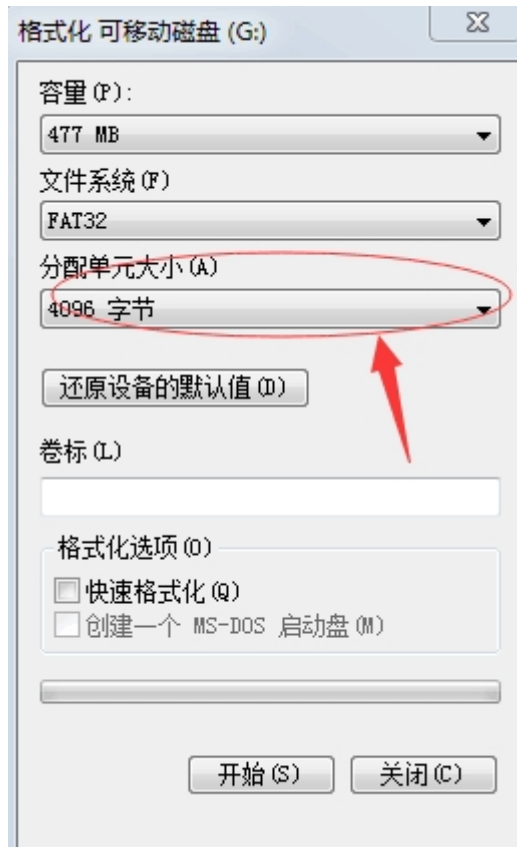 格式化 可移动磁盘 (G:)
容量(P):
477 MB
文件系统(F)
FAT32
分配单元大小(A)
4096 字节
还原设备的默认值(D)
卷标(L)
格式化选项(O)
快速格式化(Q)
创建一个 MS-DOS 启动盘(M)
开始(S) 关闭(C)